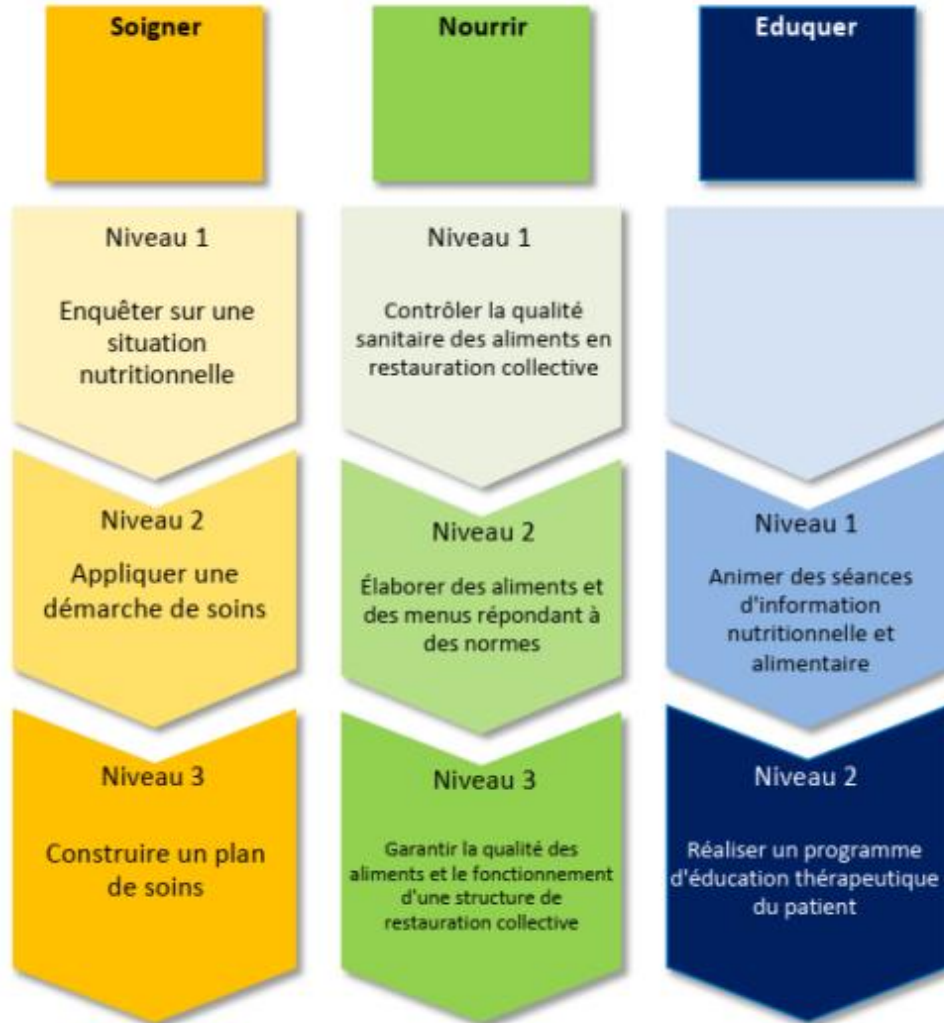 Soigner
Niveau 1
Enquêter sur une
situation
nutritionnelle
Niveau 2
Appliquer une
démarche de soins
Niveau 3
Construire un plan
de soins
Nourrir
Niveau 1
Contrôler la qualité
sanitaire des aliments en
restauration collective
Niveau 2
Élaborer des aliments et
des menus répondant à
des normes
Niveau 3
Garantir la qualité des
aliments et le fonctionnement
d'une structure de
restauration collective
Eduquer
Niveau 1
Animer des séances
d'information
nutritionnelle et
alimentaire
Niveau 2
Réaliser un programme
d'éducation thérapeutique
du patient